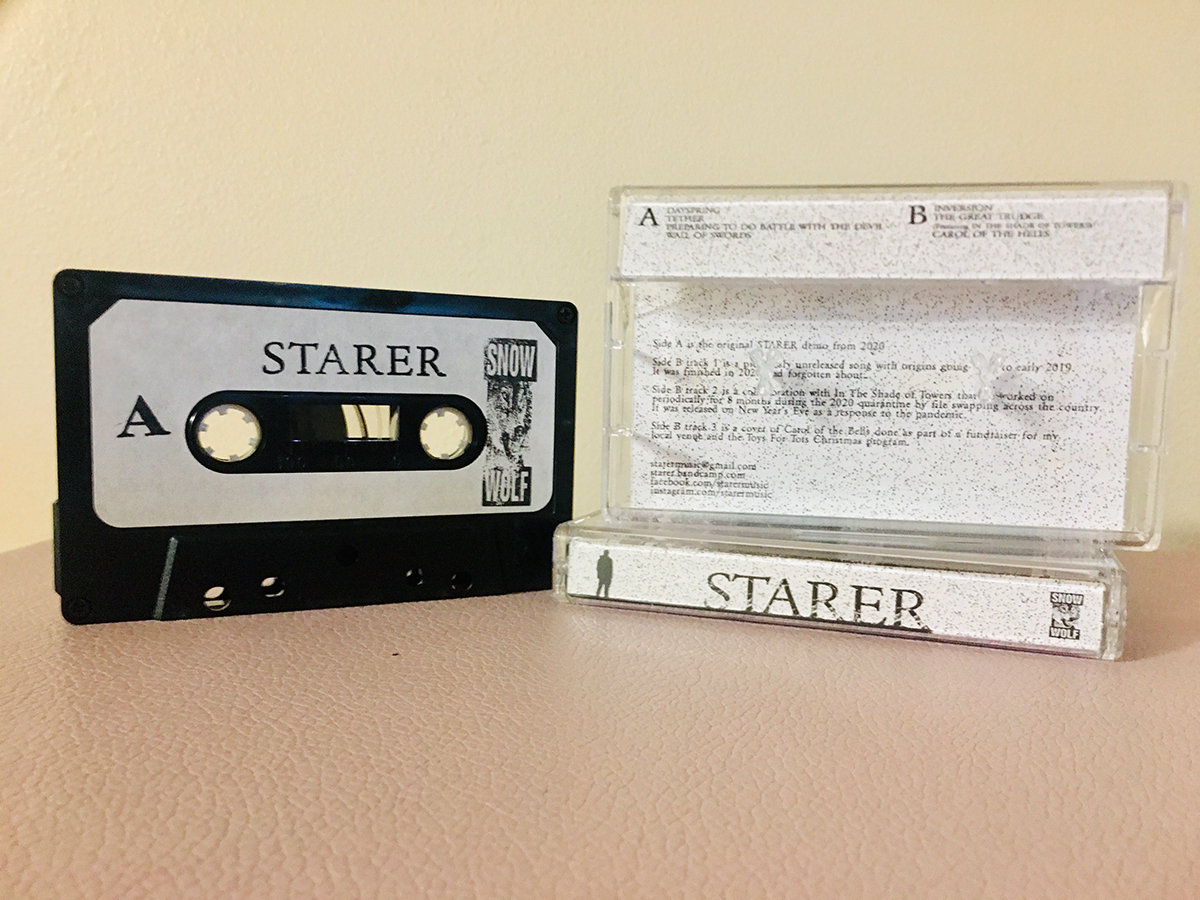 STARER
A
SNOW
WOLF
A
DAYSPRING
TETHER
PREPARING TO DO BATTLE WITH THE DEVIL
WALL OF SWORDS
B
INVERSION
THE GREAT TRUDGE
(Featuring IN THE SHADE OF TOWERS)
CAROL OF THE HELLS
Side A is the original STARER demo from 2020
Side B track 1 is a unreleased song with origins going to early 2019.
It was finished in forgotten about.
Side B track 2 is a with In The Shade of Towers that worked on
periodically for 8 months during the 2020 quarantine by file swapping across the country.
It was released on New Year's Eve as a response to the pandemic.
Side B track 3 is a cover of Carol of the Bells done as part of a fundraiser for my
local venue and the Toys For Tots Christmas program.
starermusic@gmail.com
starer.bandcamp.com
facebook.com/starermusic
instagram.com/starermusic
STARER
SNOW
WOLF